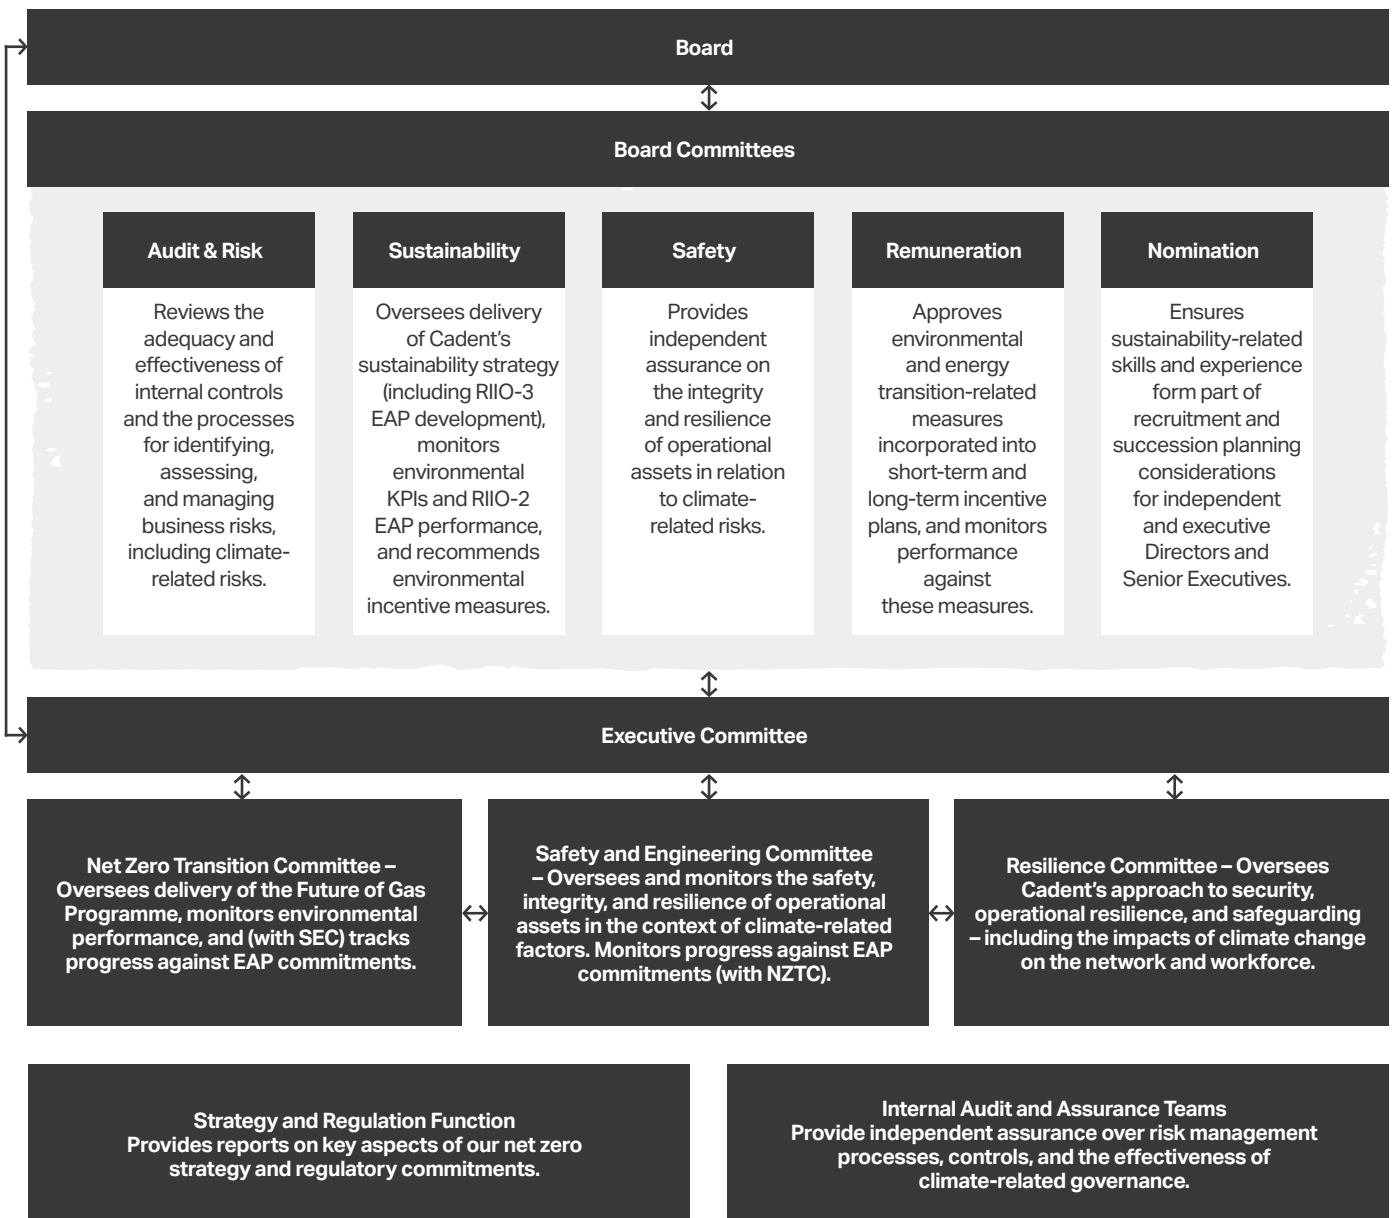 Board
Board Committees
Audit & Risk
Reviews the
adequacy and
effectiveness of
internal controls
and the processes
for identifying,
assessing,
and managing
business risks,
including climate-
related risks.
Sustainability
Oversees delivery
of Cadent's
sustainability strategy
(including RIIO-3
EAP development),
monitors
environmental
KPIs and RIIO-2
EAP performance,
and recommends
environmental
incentive measures.
Safety
Provides
independent
assurance on
the integrity
and resilience
of operational
assets in relation
to climate-
related risks.
Remuneration
Approves
environmental
and energy
transition-related
measures
incorporated into
short-term and
long-term incentive
plans, and monitors
performance
against
these measures.
Nomination
Ensures
sustainability-related
skills and experience
form part of
recruitment and
succession planning
considerations
for independent
and executive
Directors and
Senior Executives.
Executive Committee
Net Zero Transition Committee –
Oversees delivery of the Future of Gas
Programme, monitors environmental
performance, and (with SEC) tracks
progress against EAP commitments.
Safety and Engineering Committee
– Oversees and monitors the safety,
integrity, and resilience of operational
assets in the context of climate-related
factors. Monitors progress against EAP
commitments (with NZTC).
Resilience Committee – Oversees
Cadent's approach to security,
operational resilience, and safeguarding
– including the impacts of climate change
on the network and workforce.
Strategy and Regulation Function
Provides reports on key aspects of our net zero
strategy and regulatory commitments.
Internal Audit and Assurance Teams
Provide independent assurance over risk management
processes, controls, and the effectiveness of
climate-related governance.